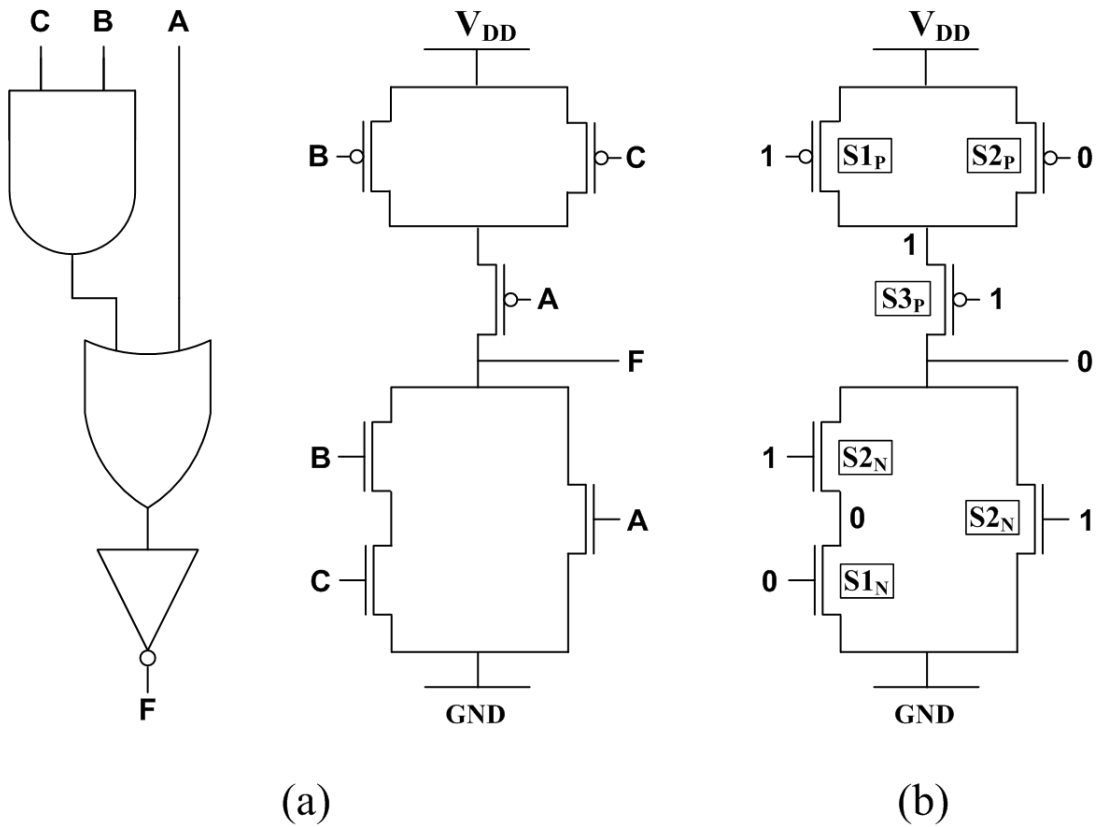 C B A
F
V_DD
B C
A
F
B
A
C
GND
(a)
V_DD
1 S1_P S2_P 0
1
S3_P 1
0
1 S2_N
0 S2_N 1
0 S1_N
GND
(b)